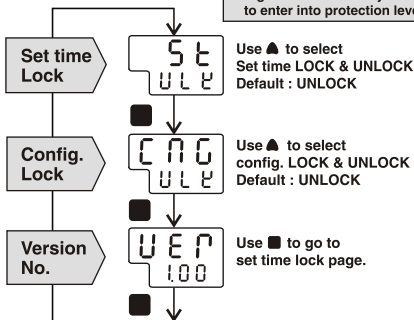 to enter into protection leve
Set time
Lock
St
ULK
Use ▲ to select
Set time LOCK & UNLOCK
Default : UNLOCK
Config.
Lock
CNG
ULK
Use ▲ to select
config. LOCK & UNLOCK
Default : UNLOCK
Version
No.
VER
1.00
Use ■ to go to
set time lock page.